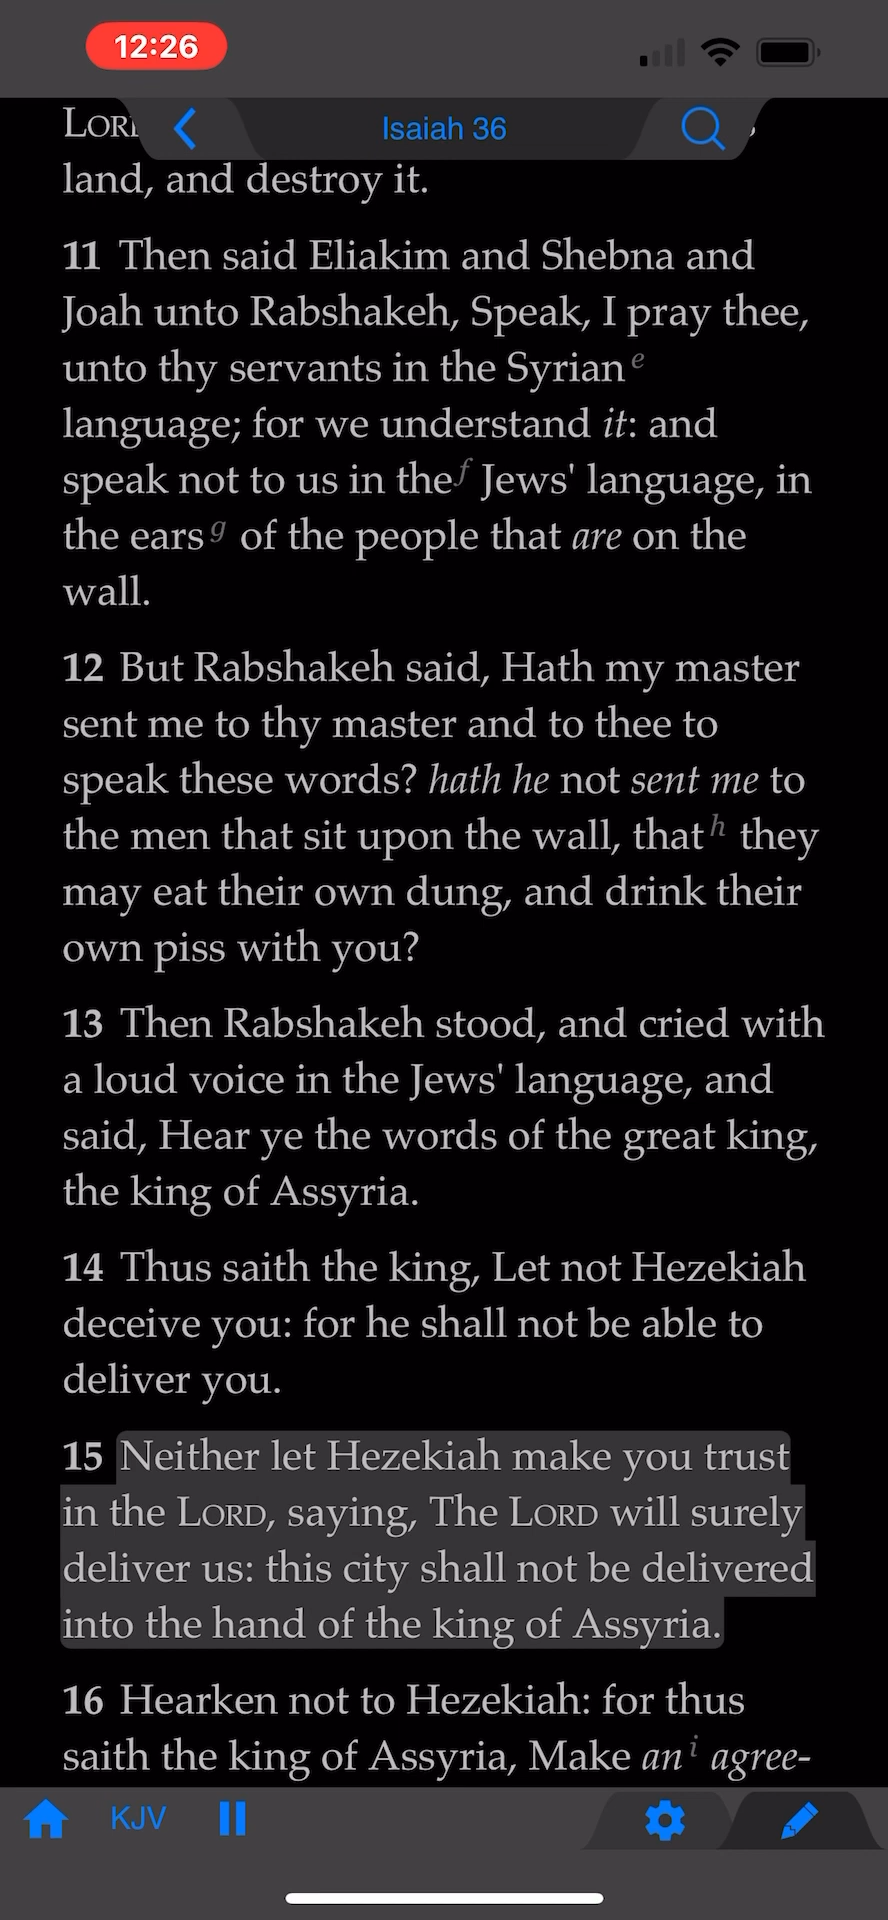 12:26
Isaiah 36
land, and destroy it.
11 Then said Eliakim and Shebna and
Joah unto Rabshakeh, Speak, I pray thee,
unto thy servants in the Syrian e
language; for we understand it: and
speak not to us in the f Jews' language, in
the ears g of the people that are on the
wall.
12 But Rabshakeh said, Hath my master
sent me to thy master and to thee to
speak these words? hath he not sent me to
the men that sit upon the wall, that h they
may eat their own dung, and drink their
own piss with you?
13 Then Rabshakeh stood, and cried with
a loud voice in the Jews' language, and
said, Hear ye the words of the great king,
the king of Assyria.
14 Thus saith the king, Let not Hezekiah
deceive you: for he shall not be able to
deliver you.
15 Neither let Hezekiah make you trust
in the LORD, saying, The LORD will surely
deliver us: this city shall not be delivered
into the hand of the king of Assyria.
16 Hearken not to Hezekiah: for thus
saith the king of Assyria, Make an i agree-
KJV